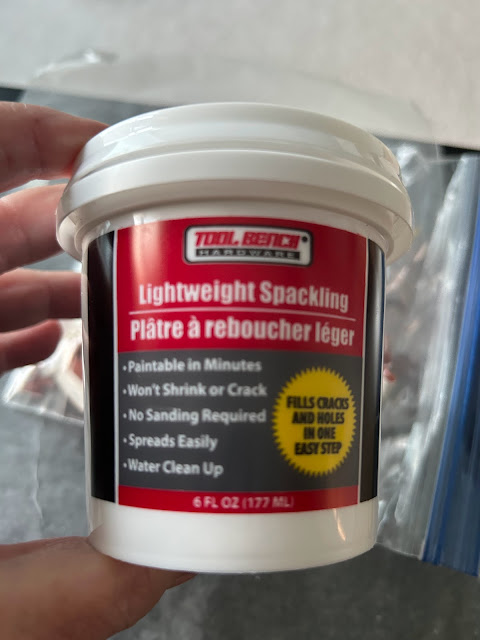 TOOL BENCH®
HARDWARE
Lightweight Spackling
Plâtre à reboucher léger
• Paintable in Minutes
• Won't Shrink or Crack
• No Sanding Required
• Spreads Easily
• Water Clean Up
FILLS CRACKS
AND HOLES
IN ONE
EASY STEP
6 FL OZ (177 ML)